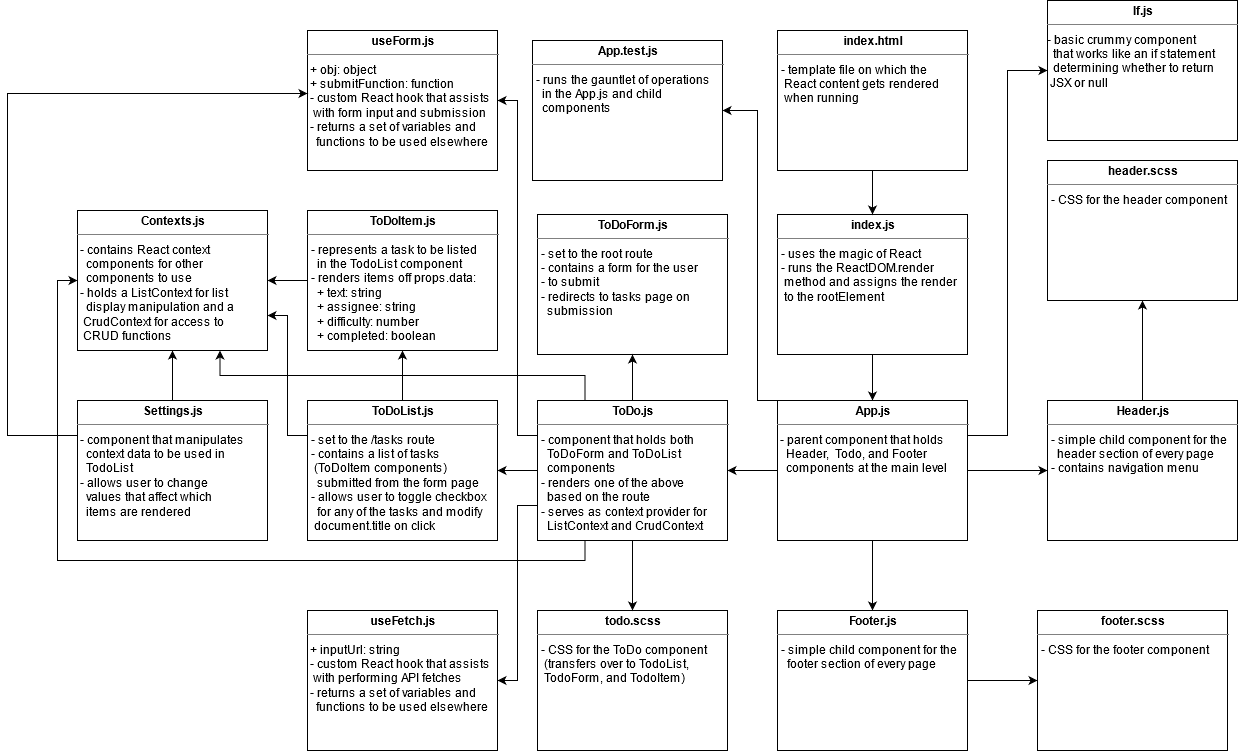 If.js
- basic crummy component
that works like an if statement
determining whether to return
JSX or null
useForm.js
+ obj: object
+ submitFunction: function
- custom React hook that assists
with form input and submission
- returns a set of variables and
functions to be used elsewhere
App.test.js
- runs the gauntlet of operations
in the App.js and child
components
index.html
- template file on which the
React content gets rendered
when running
header.scss
- CSS for the header component
Contexts.js
- contains React context
components for other
components to use
- holds a ListContext for list
display manipulation and a
CrudContext for access to
CRUD functions
ToDoItem.js
- represents a task to be listed
in the TodoList component
- renders items off props.data:
+ text: string
+ assignee: string
+ difficulty: number
+ completed: boolean
ToDoForm.js
- set to the root route
- contains a form for the user
- to submit
- redirects to tasks page on
submission
index.js
- uses the magic of React
- runs the ReactDOM.render
method and assigns the render
to the rootElement
Settings.js
- component that manipulates
context data to be used in
TodoList
- allows user to change
values that affect which
items are rendered
ToDoList.js
- set to the /tasks route
- contains a list of tasks
(ToDoItem components)
submitted from the form page
- allows user to toggle checkbox
for any of the tasks and modify
document.title on click
ToDo.js
- component that holds both
ToDoForm and ToDoList
components
- renders one of the above
based on the route
- serves as context provider for
ListContext and CrudContext
App.js
- parent component that holds
Header, Todo, and Footer
components at the main level
Header.js
- simple child component for the
header section of every page
- contains navigation menu
useFetch.js
+ inputUrl: string
- custom React hook that assists
with performing API fetches
- returns a set of variables and
functions to be used elsewhere
todo.scss
- CSS for the ToDo component
(transfers over to TodoList,
TodoForm, and TodoItem)
Footer.js
- simple child component for the
footer section of every page
footer.scss
- CSS for the footer component